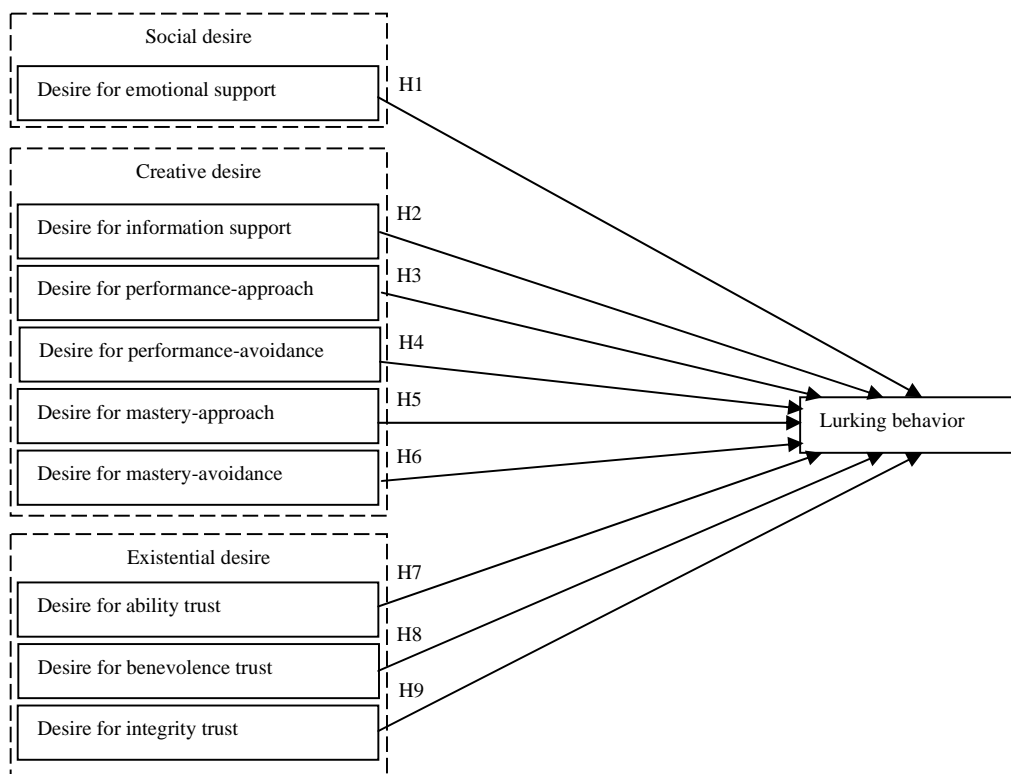 Social desire
Desire for emotional support
H1
Creative desire
Desire for information support
H2
Desire for performance-approach
H3
Desire for performance-avoidance
H4
Desire for mastery-approach
H5
Desire for mastery-avoidance
H6
Lurking behavior
Existential desire
Desire for ability trust
H7
Desire for benevolence trust
H8
Desire for integrity trust
H9